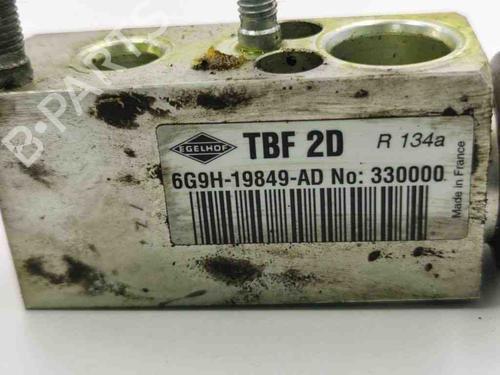 B-PARTS
EGELHOF
TBF 2D
R 134a
6G9H-19849-AD No: 330000
Made in France